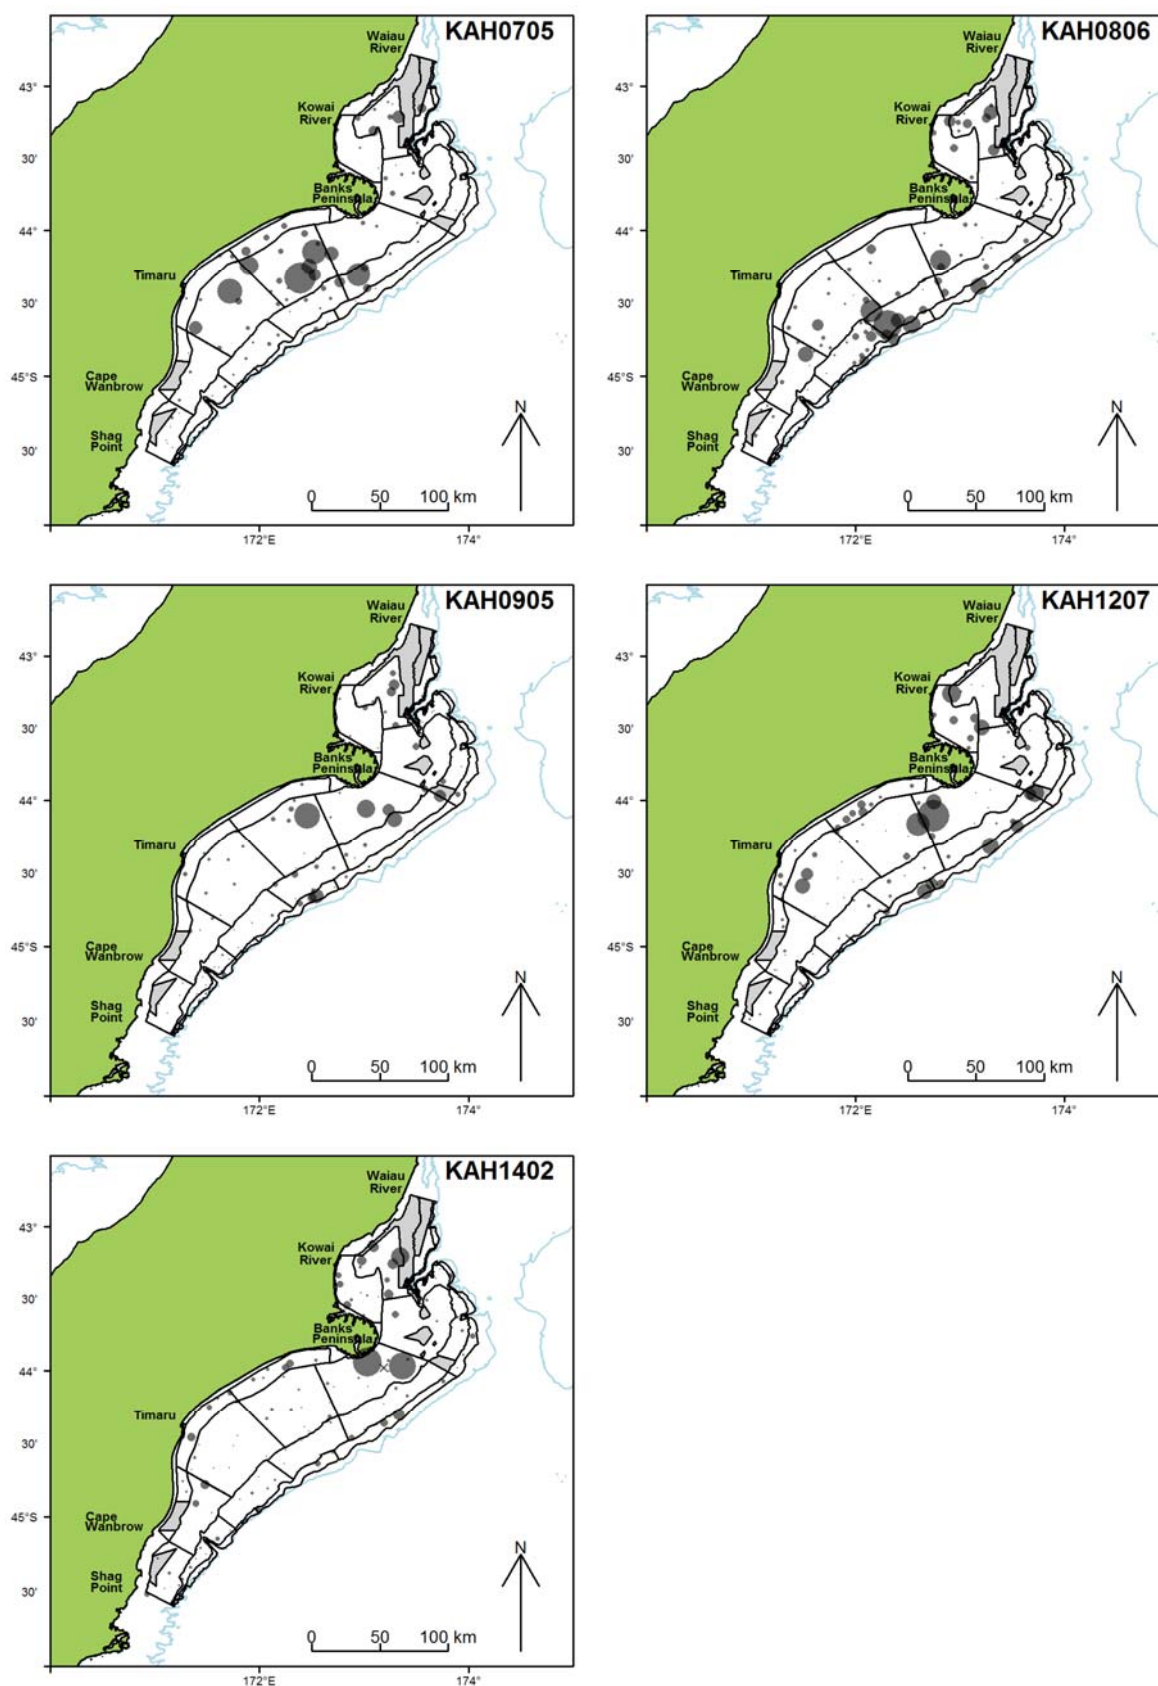 KAH0705
Waiau
River
43°
Kowai
River
30'
Banks
Peninsula
44°
Timaru
30'
Cape
Wanbrow
45°S
Shag
Point
30'
N
0 50 100 km
172°E 174°
KAH0806
Waiau
River
43°
Kowai
River
30'
Banks
Peninsula
44°
Timaru
30'
Cape
Wanbrow
45°S
Shag
Point
30'
N
0 50 100 km
172°E 174°
KAH0905
Waiau
River
43°
Kowai
River
30'
Banks
Peninsula
44°
Timaru
30'
Cape
Wanbrow
45°S
Shag
Point
30'
N
0 50 100 km
172°E 174°
KAH1207
Waiau
River
43°
Kowai
River
30'
Banks
Peninsula
44°
Timaru
30'
Cape
Wanbrow
45°S
Shag
Point
30'
N
0 50 100 km
172°E 174°
KAH1402
Waiau
River
43°
Kowai
River
30'
Banks
Peninsula
44°
Timaru
30'
Cape
Wanbrow
45°S
Shag
Point
30'
N
0 50 100 km
172°E 174°